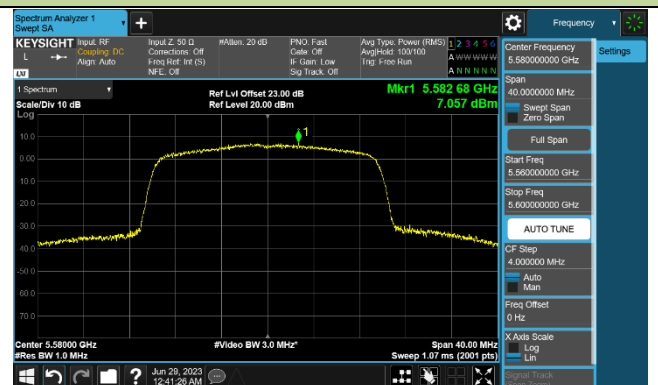 Spectrum Analyzer 1
Swept SA
+
Frequency
KEYSIGHT
L
LXI
Input: RF
Coupling: DC
Align: Auto
Input Z: 50 Ω
Corrections: Off
Freq Ref: Int (S)
NFE: Off
#Atten: 20 dB
PNO: Fast
Gate: Off
IF Gain: Low
Sig Track: Off
Avg Type: Power (RMS)
Avg|Hold: 100/100
Trig: Free Run
1 2 3 4 5 6
A W W W W W
A N N N N N
Center Frequency
5.580000000 GHz
Settings
Span
40.0000000 MHz
Swept Span
Zero Span
Full Span
Start Freq
5.560000000 GHz
Stop Freq
5.600000000 GHz
AUTO TUNE
CF Step
4.000000 MHz
Auto
Man
Freq Offset
0 Hz
X Axis Scale
Log
Lin
Signal Track
1 Spectrum
Scale/Div 10 dB
Log
Ref Lvl Offset 23.00 dB
Ref Level 20.00 dBm
Mkr1 5.582 68 GHz
7.057 dBm
1
10.0
0.00
-10.0
-20.0
-30.0
-40.0
-50.0
-60.0
-70.0
Center 5.58000 GHz
#Res BW 1.0 MHz
#Video BW 3.0 MHz*
Span 40.00 MHz
Sweep 1.07 ms (2001 pts)
?
Jun 29, 2023
12:41:26 AM